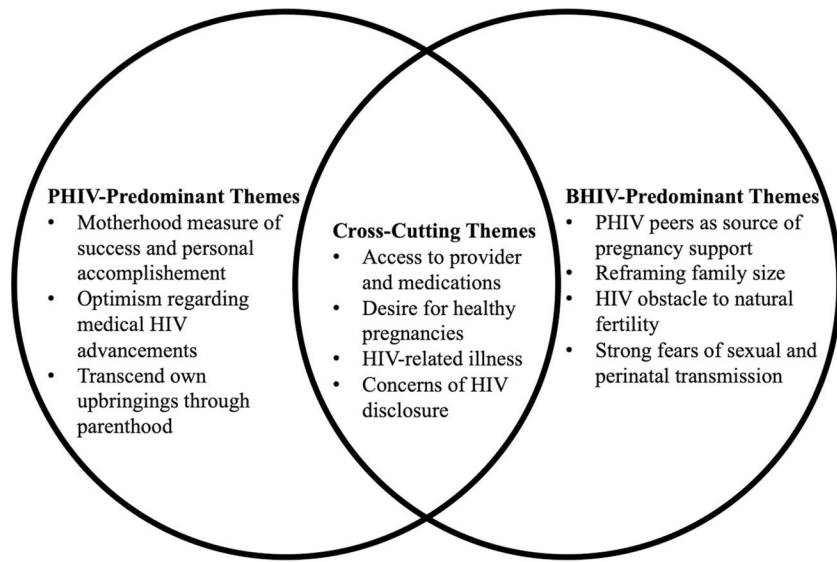 PHIV-Predominant Themes
• Motherhood measure of
success and personal
accomplishement
• Optimism regarding
medical HIV
advancements
• Transcend own
upbringings through
parenthood
Cross-Cutting Themes
• Access to provider
and medications
• Desire for healthy
pregnancies
• HIV-related illness
• Concerns of HIV
disclosure
BHIV-Predominant Themes
• PHIV peers as source of
pregnancy support
• Reframing family size
• HIV obstacle to natural
fertility
• Strong fears of sexual and
perinatal transmission